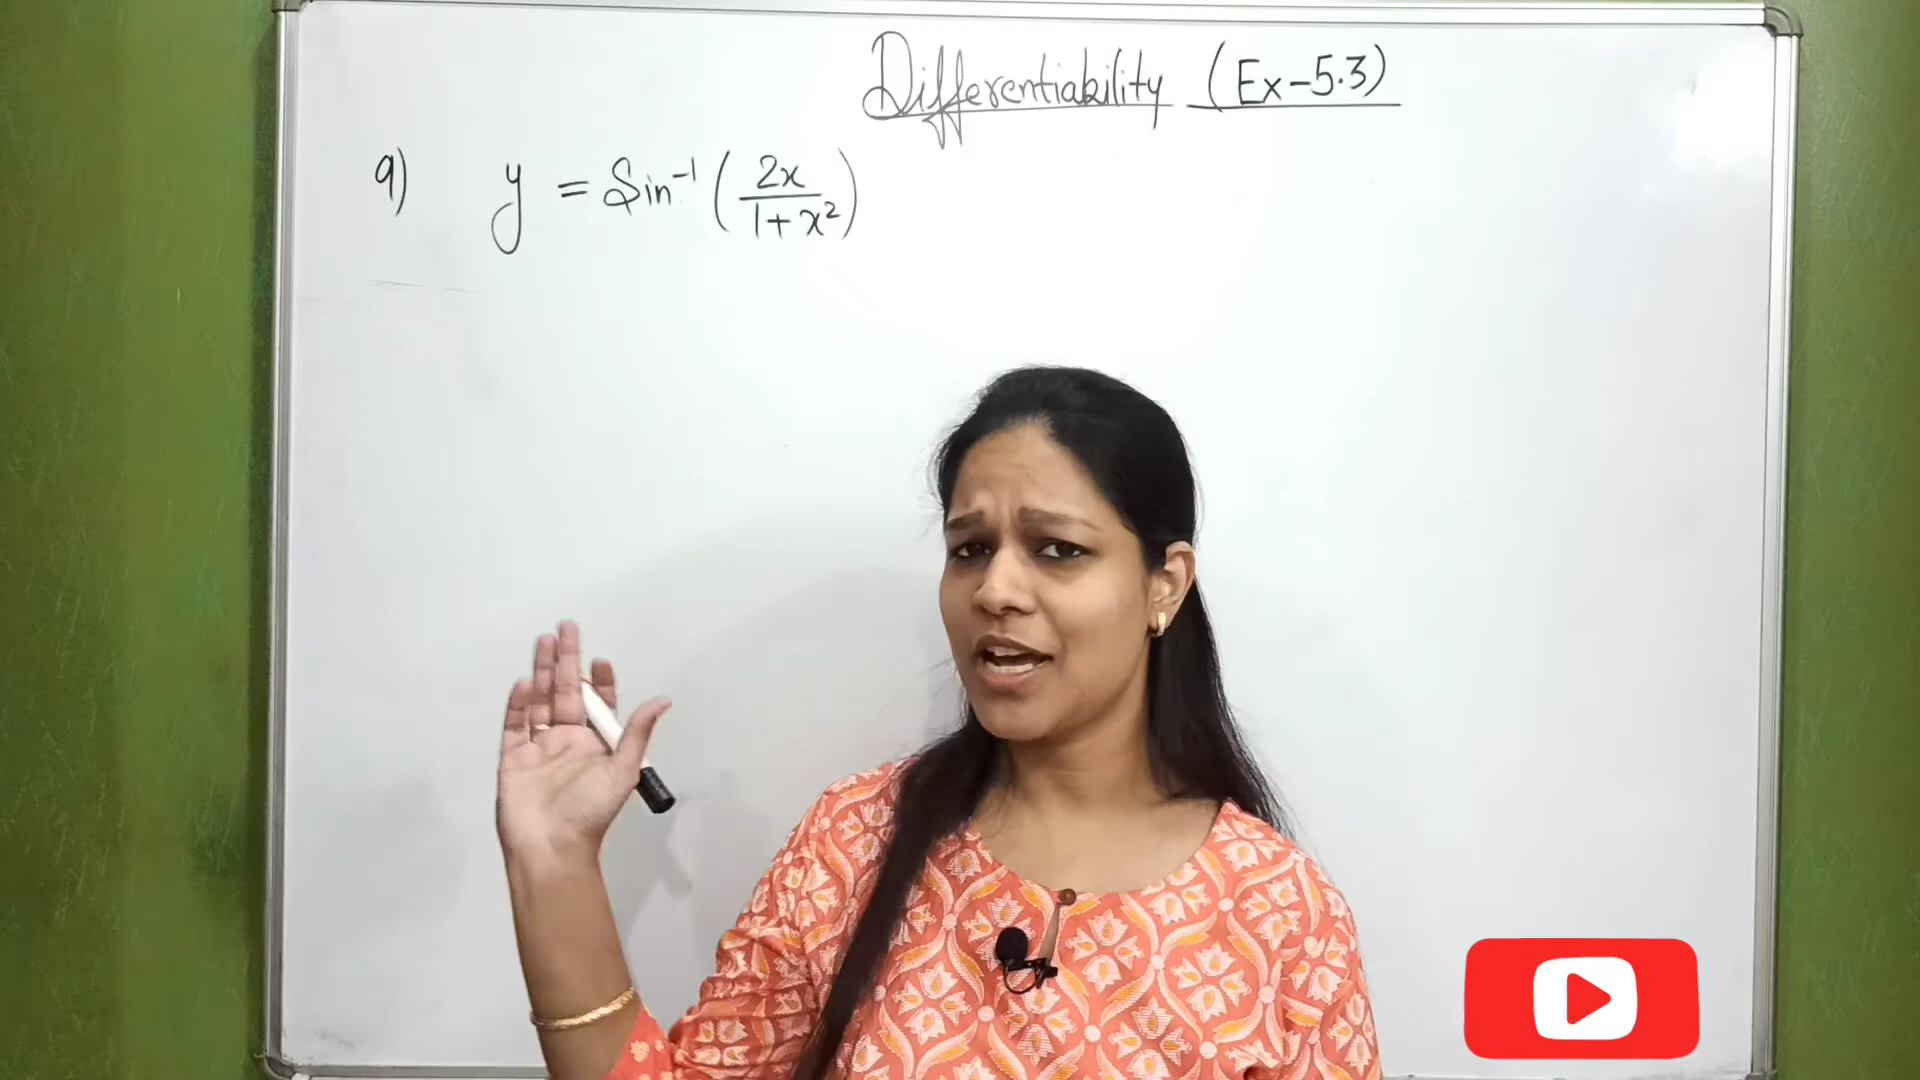 Differentiability (Ex-5.3)
9) y = Sin⁻¹ (2x/1+x²)